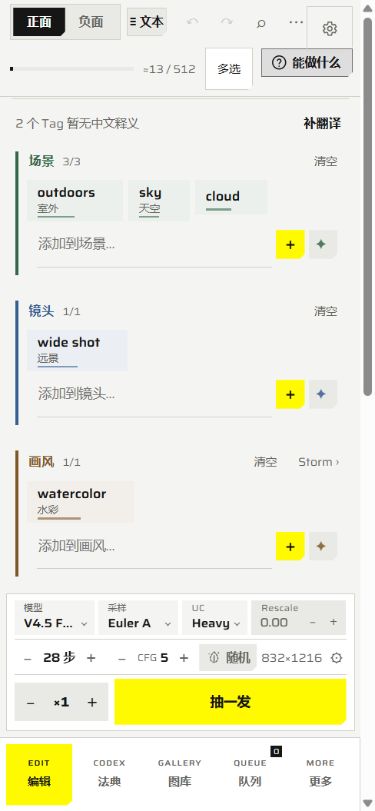 正面 负面 文本
≈13 / 512 多选 能做什么
2 个 Tag 暂无中文释义 补翻译
场景 3/3 清空
outdoors sky cloud
室外 天空
添加到场景... +
镜头 1/1 清空
wide shot
远景
添加到镜头... +
画风 1/1 清空 Storm ›
watercolor
水彩
添加到画风... +
模型 采样 UC Rescale
V4.5 F... Euler A Heavy 0.00 − +
− 28 步 + − CFG 5 + 随机 832×1216
− ×1 + 抽一发
EDIT CODEX GALLERY QUEUE 0 MORE
编辑 法典 图库 队列 更多